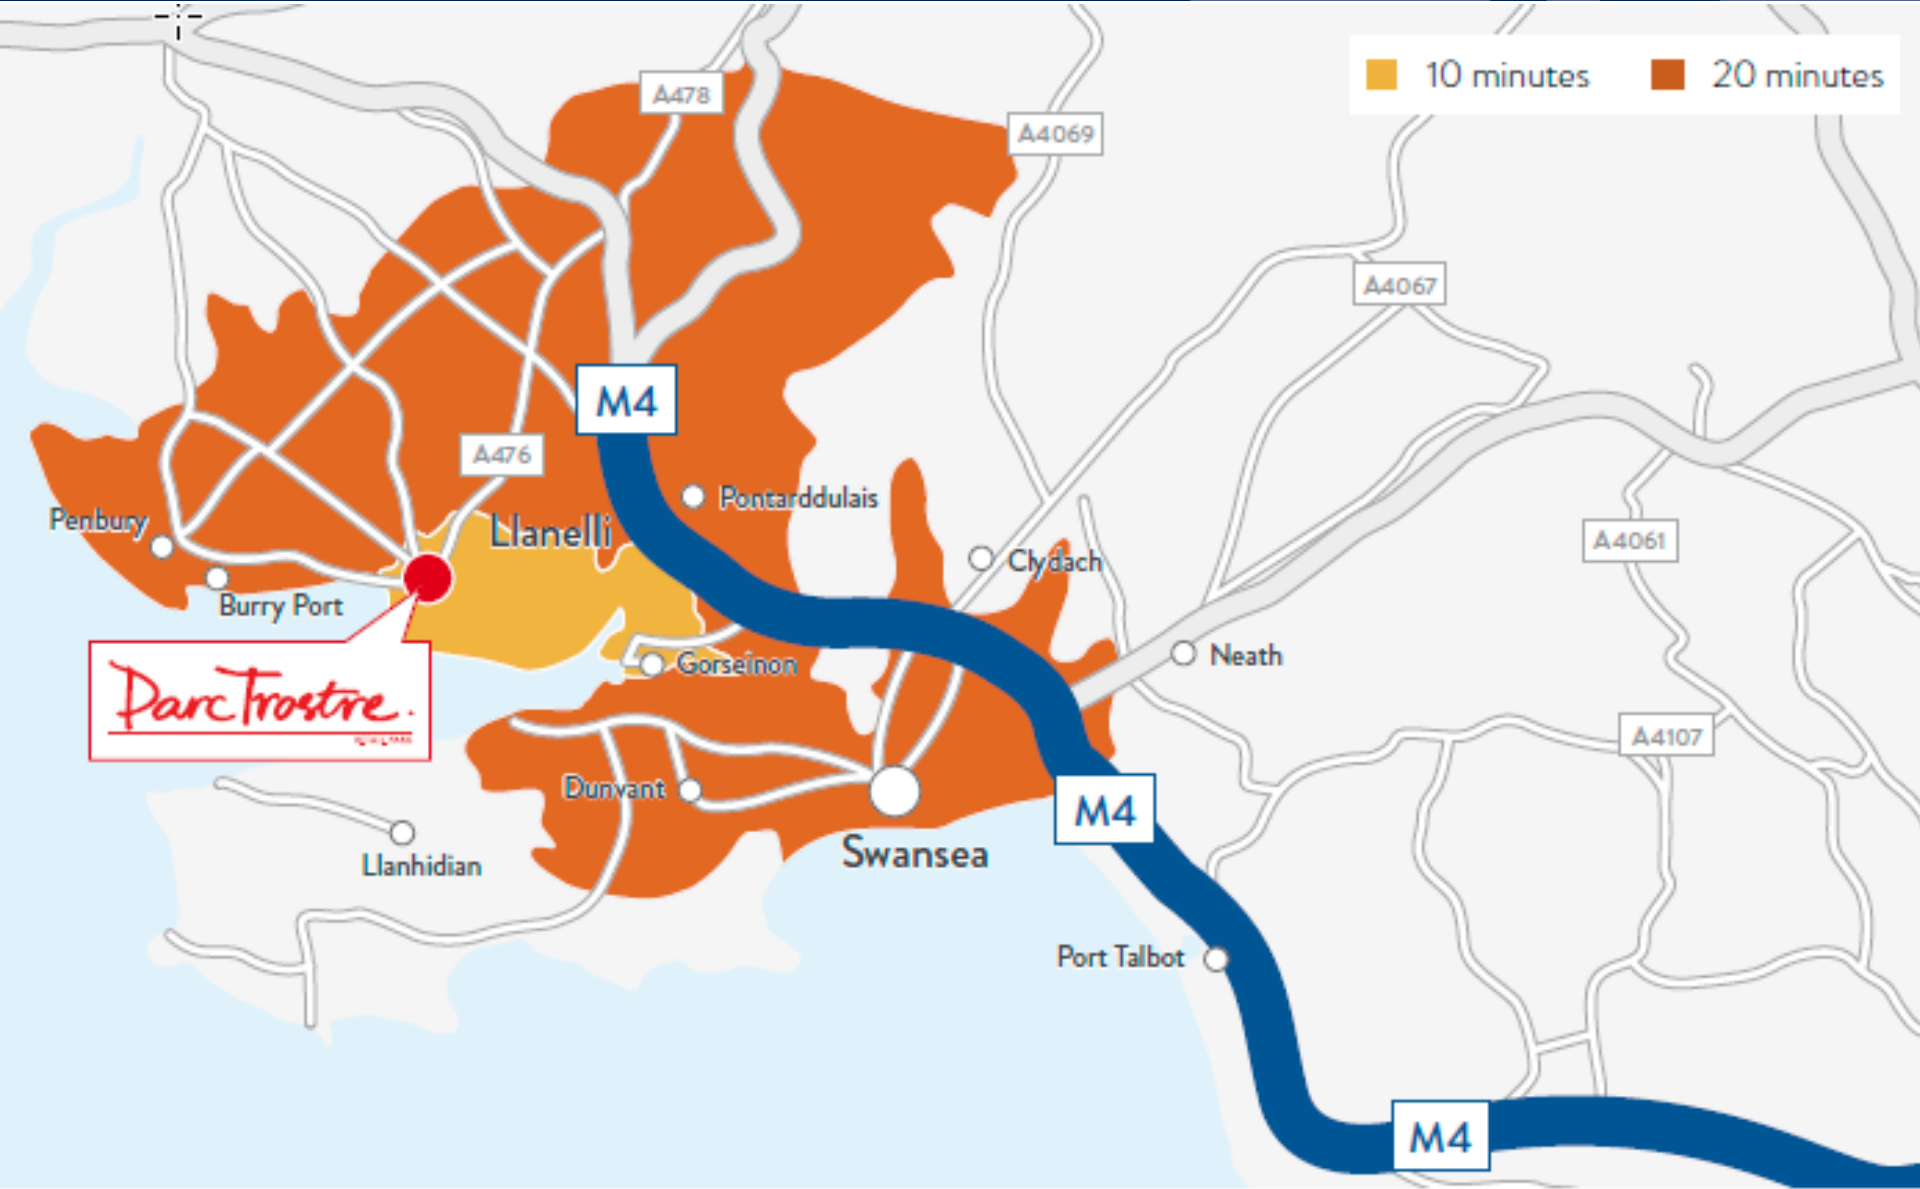 10 minutes
20 minutes
A478
A4069
A4067
M4
A476
Pontarddulais
Penbury
Llanelli
A4061
Clydach
Burry Port
Neath
Gorseinon
Parc Trostre.
A4107
Dunvant
M4
Swansea
Llanhidian
Port Talbot
M4